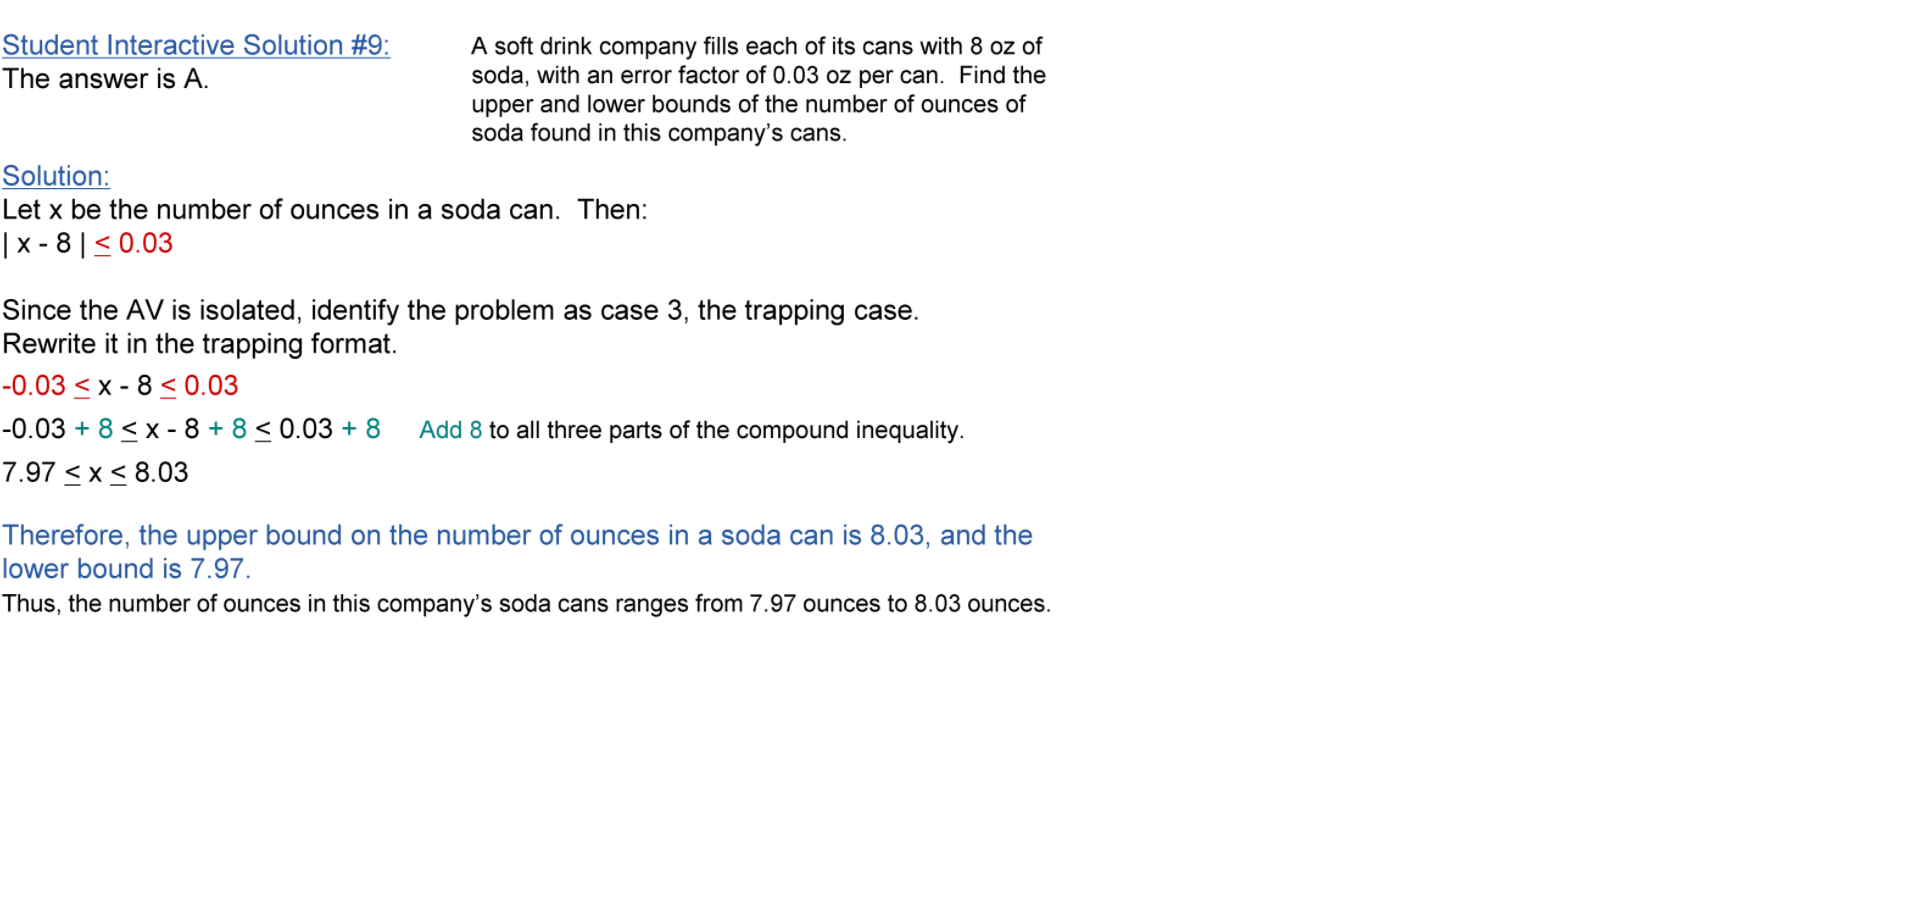 Student Interactive Solution #9:
The answer is A.
A soft drink company fills each of its cans with 8 oz of
soda, with an error factor of 0.03 oz per can.  Find the
upper and lower bounds of the number of ounces of
soda found in this company’s cans.
Solution:
Let x be the number of ounces in a soda can.  Then:
| x - 8 | ≤ 0.03
Since the AV is isolated, identify the problem as case 3, the trapping case.
Rewrite it in the trapping format.
-0.03 ≤ x - 8 ≤ 0.03
-0.03 + 8 ≤ x - 8 + 8 ≤ 0.03 + 8   Add 8 to all three parts of the compound inequality.
7.97 ≤ x ≤ 8.03
Therefore, the upper bound on the number of ounces in a soda can is 8.03, and the
lower bound is 7.97.
Thus, the number of ounces in this company’s soda cans ranges from 7.97 ounces to 8.03 ounces.